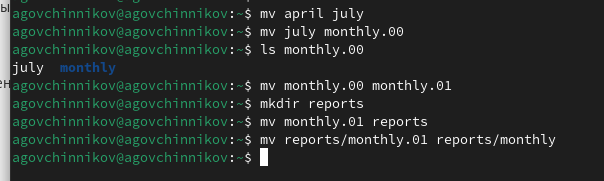 ы
agovchinnikov@agovchinnikov:~$ mv april july
agovchinnikov@agovchinnikov:~$ mv july monthly.00
agovchinnikov@agovchinnikov:~$ ls monthly.00
july  monthly
ен
agovchinnikov@agovchinnikov:~$ mv monthly.00 monthly.01
agovchinnikov@agovchinnikov:~$ mkdir reports
agovchinnikov@agovchinnikov:~$ mv monthly.01 reports
agovchinnikov@agovchinnikov:~$ mv reports/monthly.01 reports/monthly
agovchinnikov@agovchinnikov:~$